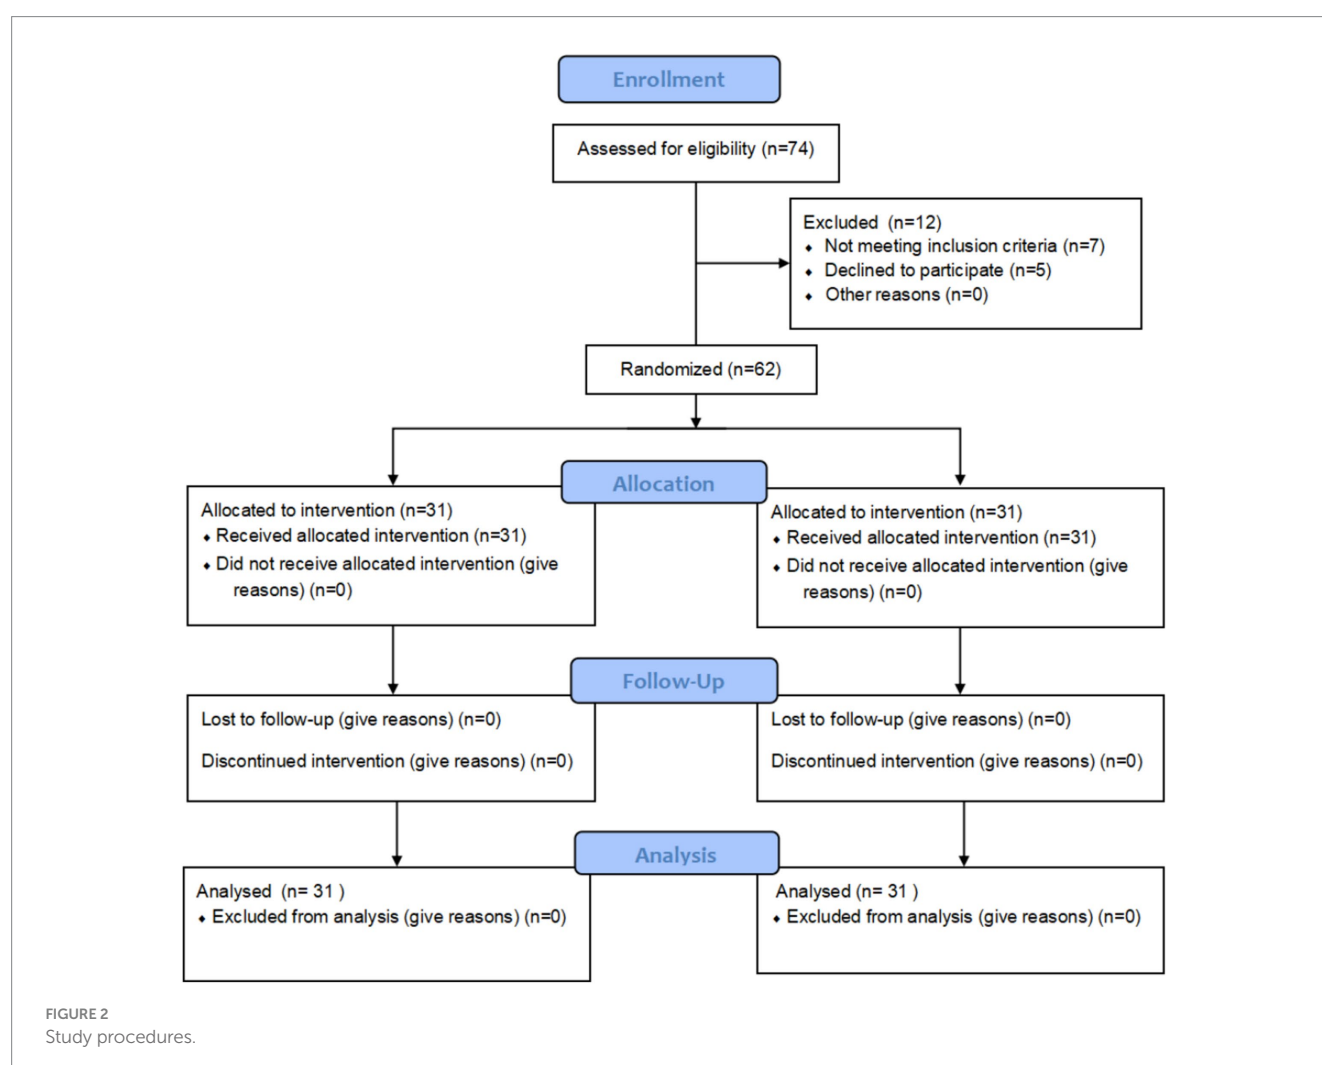 Enrollment
Assessed for eligibility (n=74)
Excluded  (n=12)
⬥ Not meeting inclusion criteria (n=7)
⬥ Declined to participate (n=5)
⬥ Other reasons (n=0)
Randomized (n=62)
Allocation
Allocated to intervention (n=31)
⬥ Received allocated intervention (n=31)
⬥ Did not receive allocated intervention (give
reasons) (n=0)
Allocated to intervention (n=31)
⬥ Received allocated intervention (n=31)
⬥ Did not receive allocated intervention (give
reasons) (n=0)
Follow-Up
Lost to follow-up (give reasons) (n=0)
Discontinued intervention (give reasons) (n=0)
Lost to follow-up (give reasons) (n=0)
Discontinued intervention (give reasons) (n=0)
Analysis
Analysed  (n= 31 )
⬥ Excluded from analysis (give reasons) (n=0)
Analysed (n= 31 )
⬥ Excluded from analysis (give reasons) (n=0)
FIGURE 2
Study procedures.